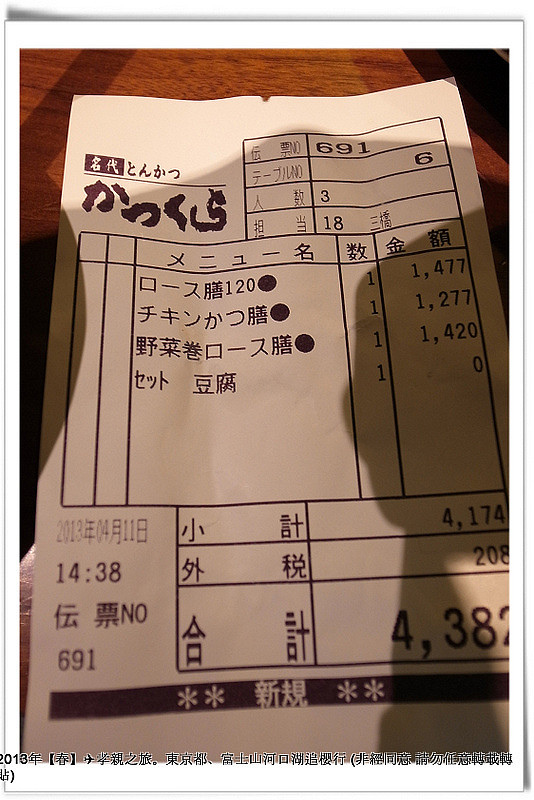 名代 とんかつ
かつくら
伝票NO 691
テーブルNO 6
人数 3
担当 18 三橋
メニュー名 数 金額
ロース膳120● 1 1,477
チキンかつ膳● 1 1,277
野菜巻ロース膳● 1 1,420
セット 豆腐 1 0
2013年04月11日
小計 4,174
14:38
外税 208
伝票NO
合計 4,382
691
** 新規 **
2013年【春】✈孝親之旅。東京都、富士山河口湖追櫻行 (非經同意 請勿任意轉載轉
貼)